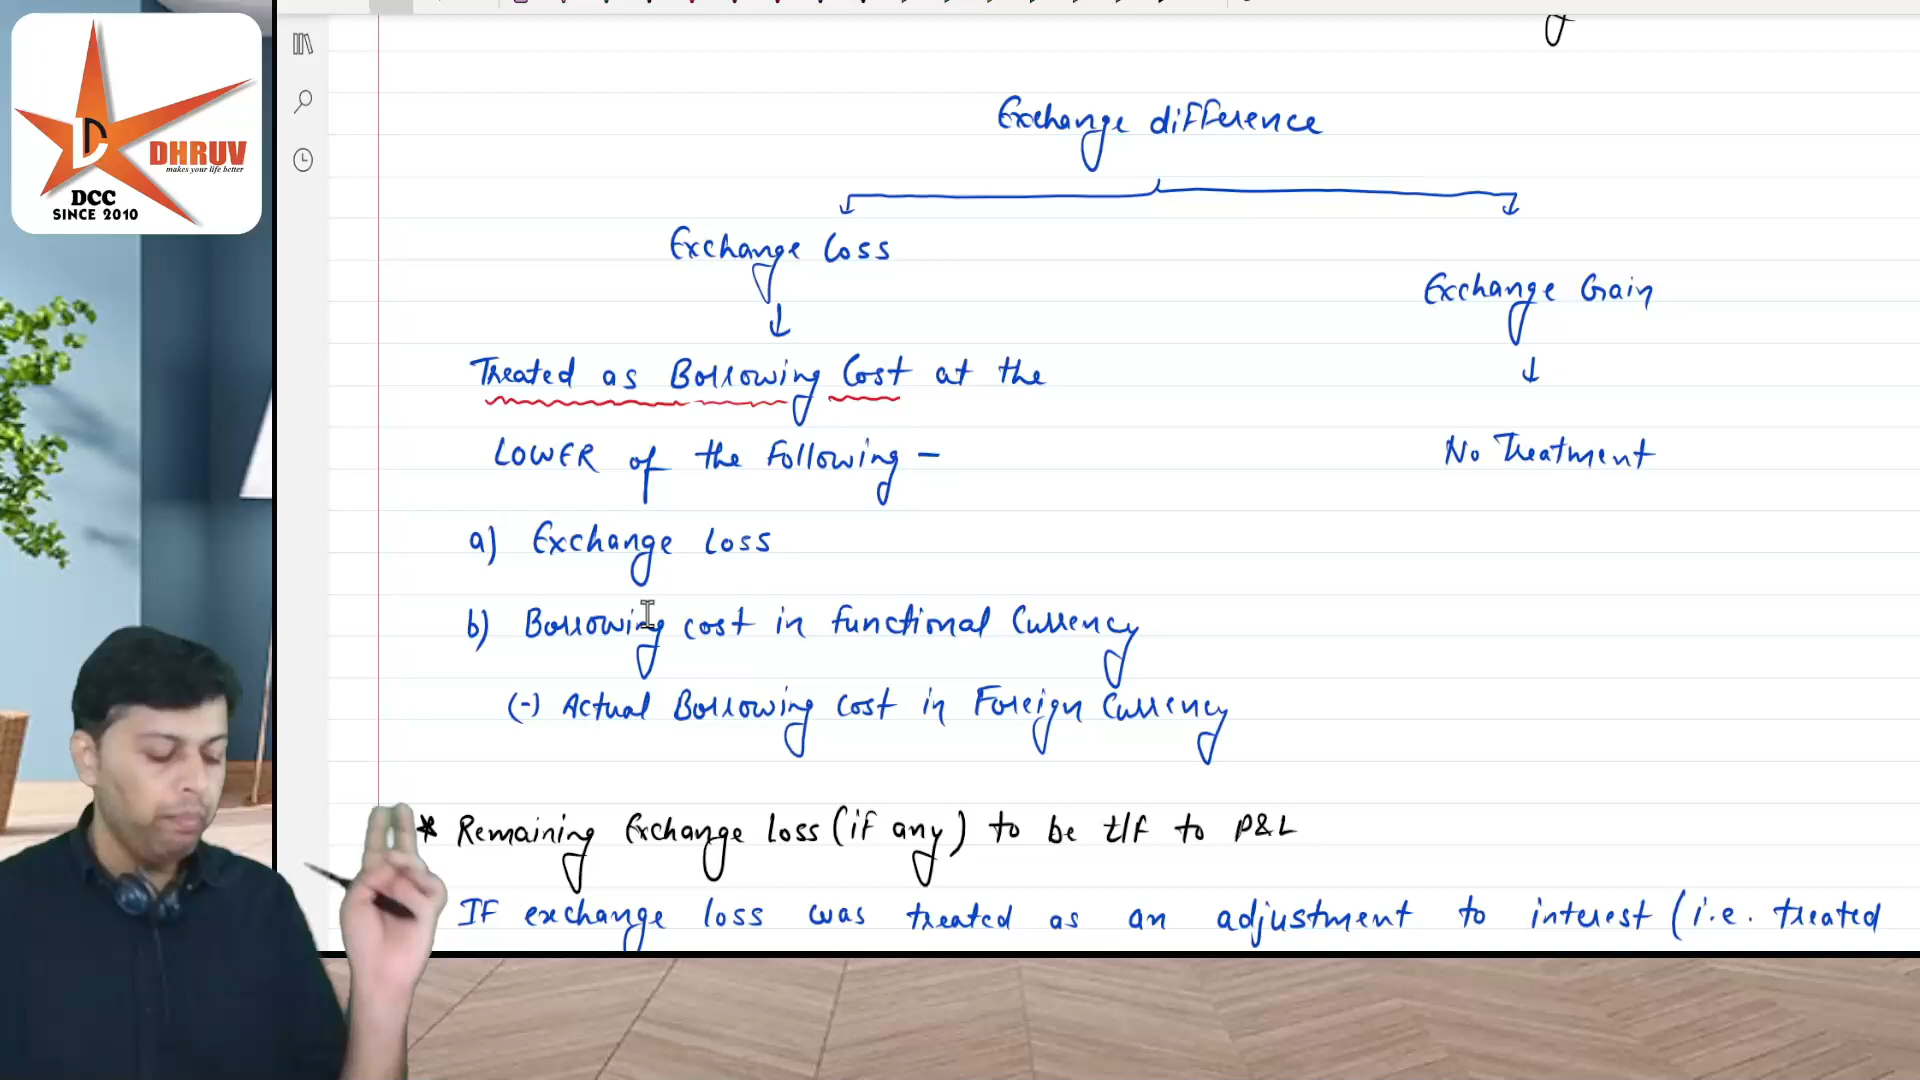 DC
DHRUV
makes your life better
DCC
SINCE 2010
Exchange difference
Exchange Loss
Exchange Gain
Treated as Borrowing Cost at the
LOWER of the Following -
No Treatment
a) Exchange Loss
b) Borrowing cost in functional Currency
(-) Actual Borrowing Cost in Foreign Currency
* Remaining Exchange loss (if any) to be t/f to P&L
IF exchange loss was treated as an adjustment to interest (i.e. treated